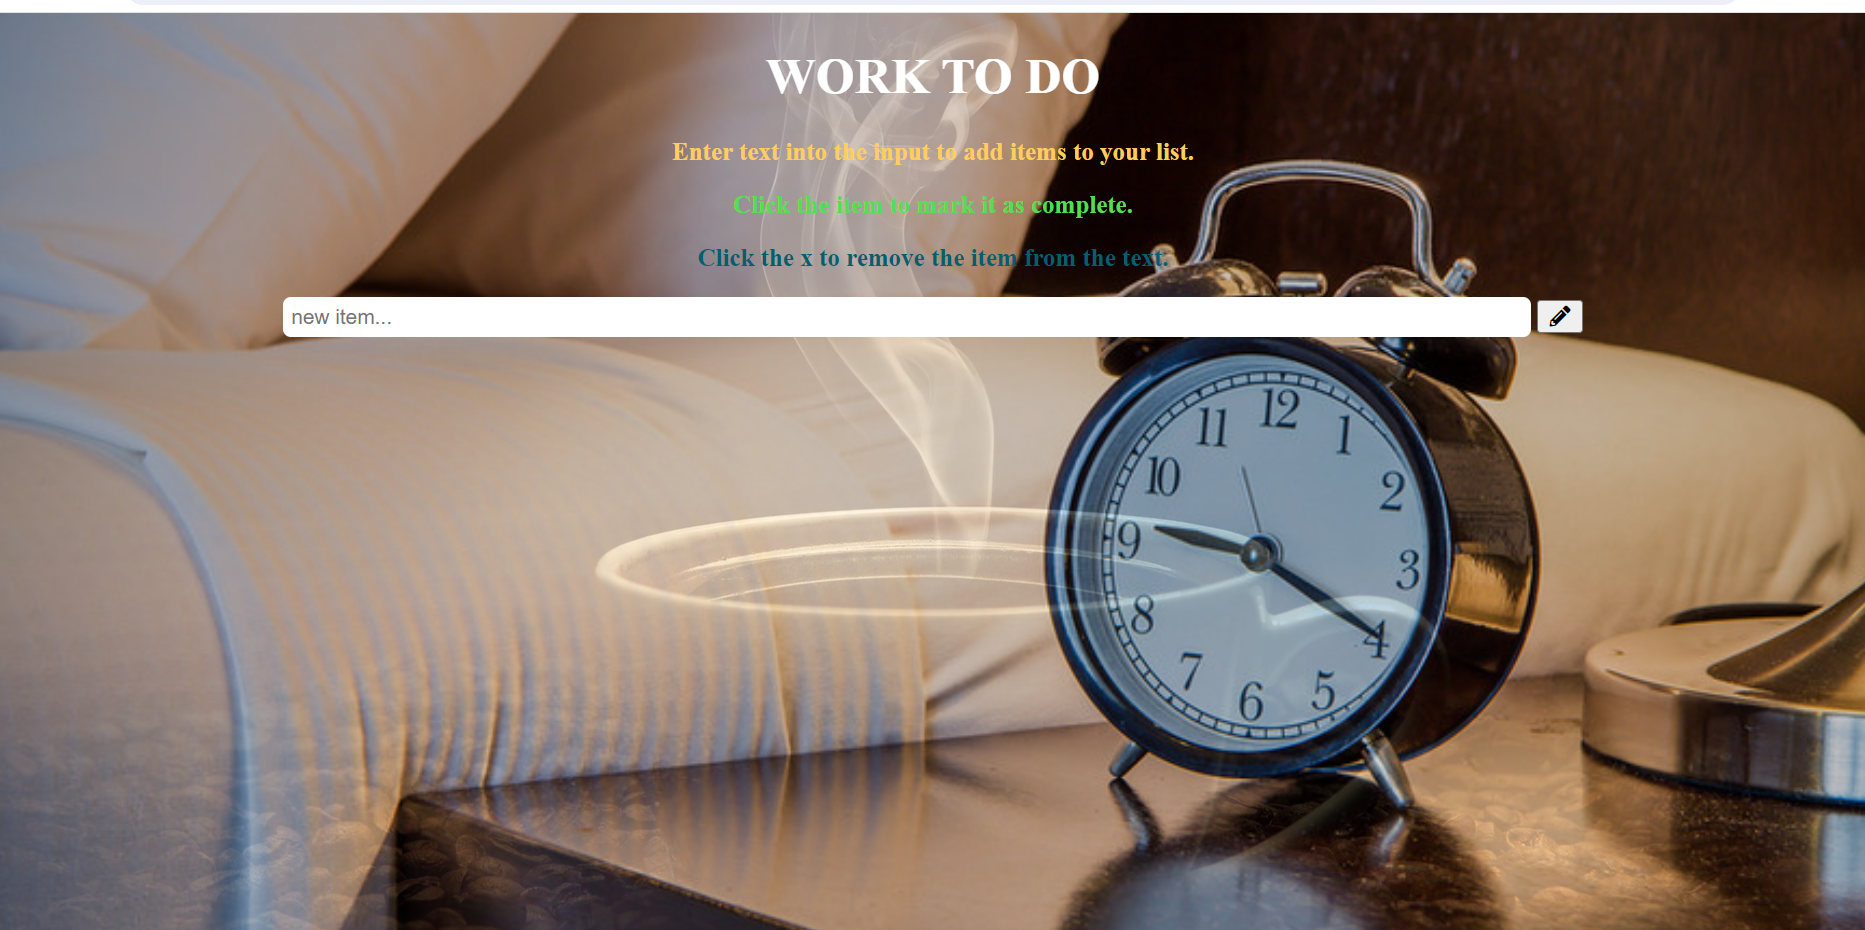 WORK TO DO
Enter text into the input to add items to your list.
Click the item to mark it as complete.
Click the x to remove the item from the text.
new item...
12
11
1
10
2
9
3
8
4
7
5
6